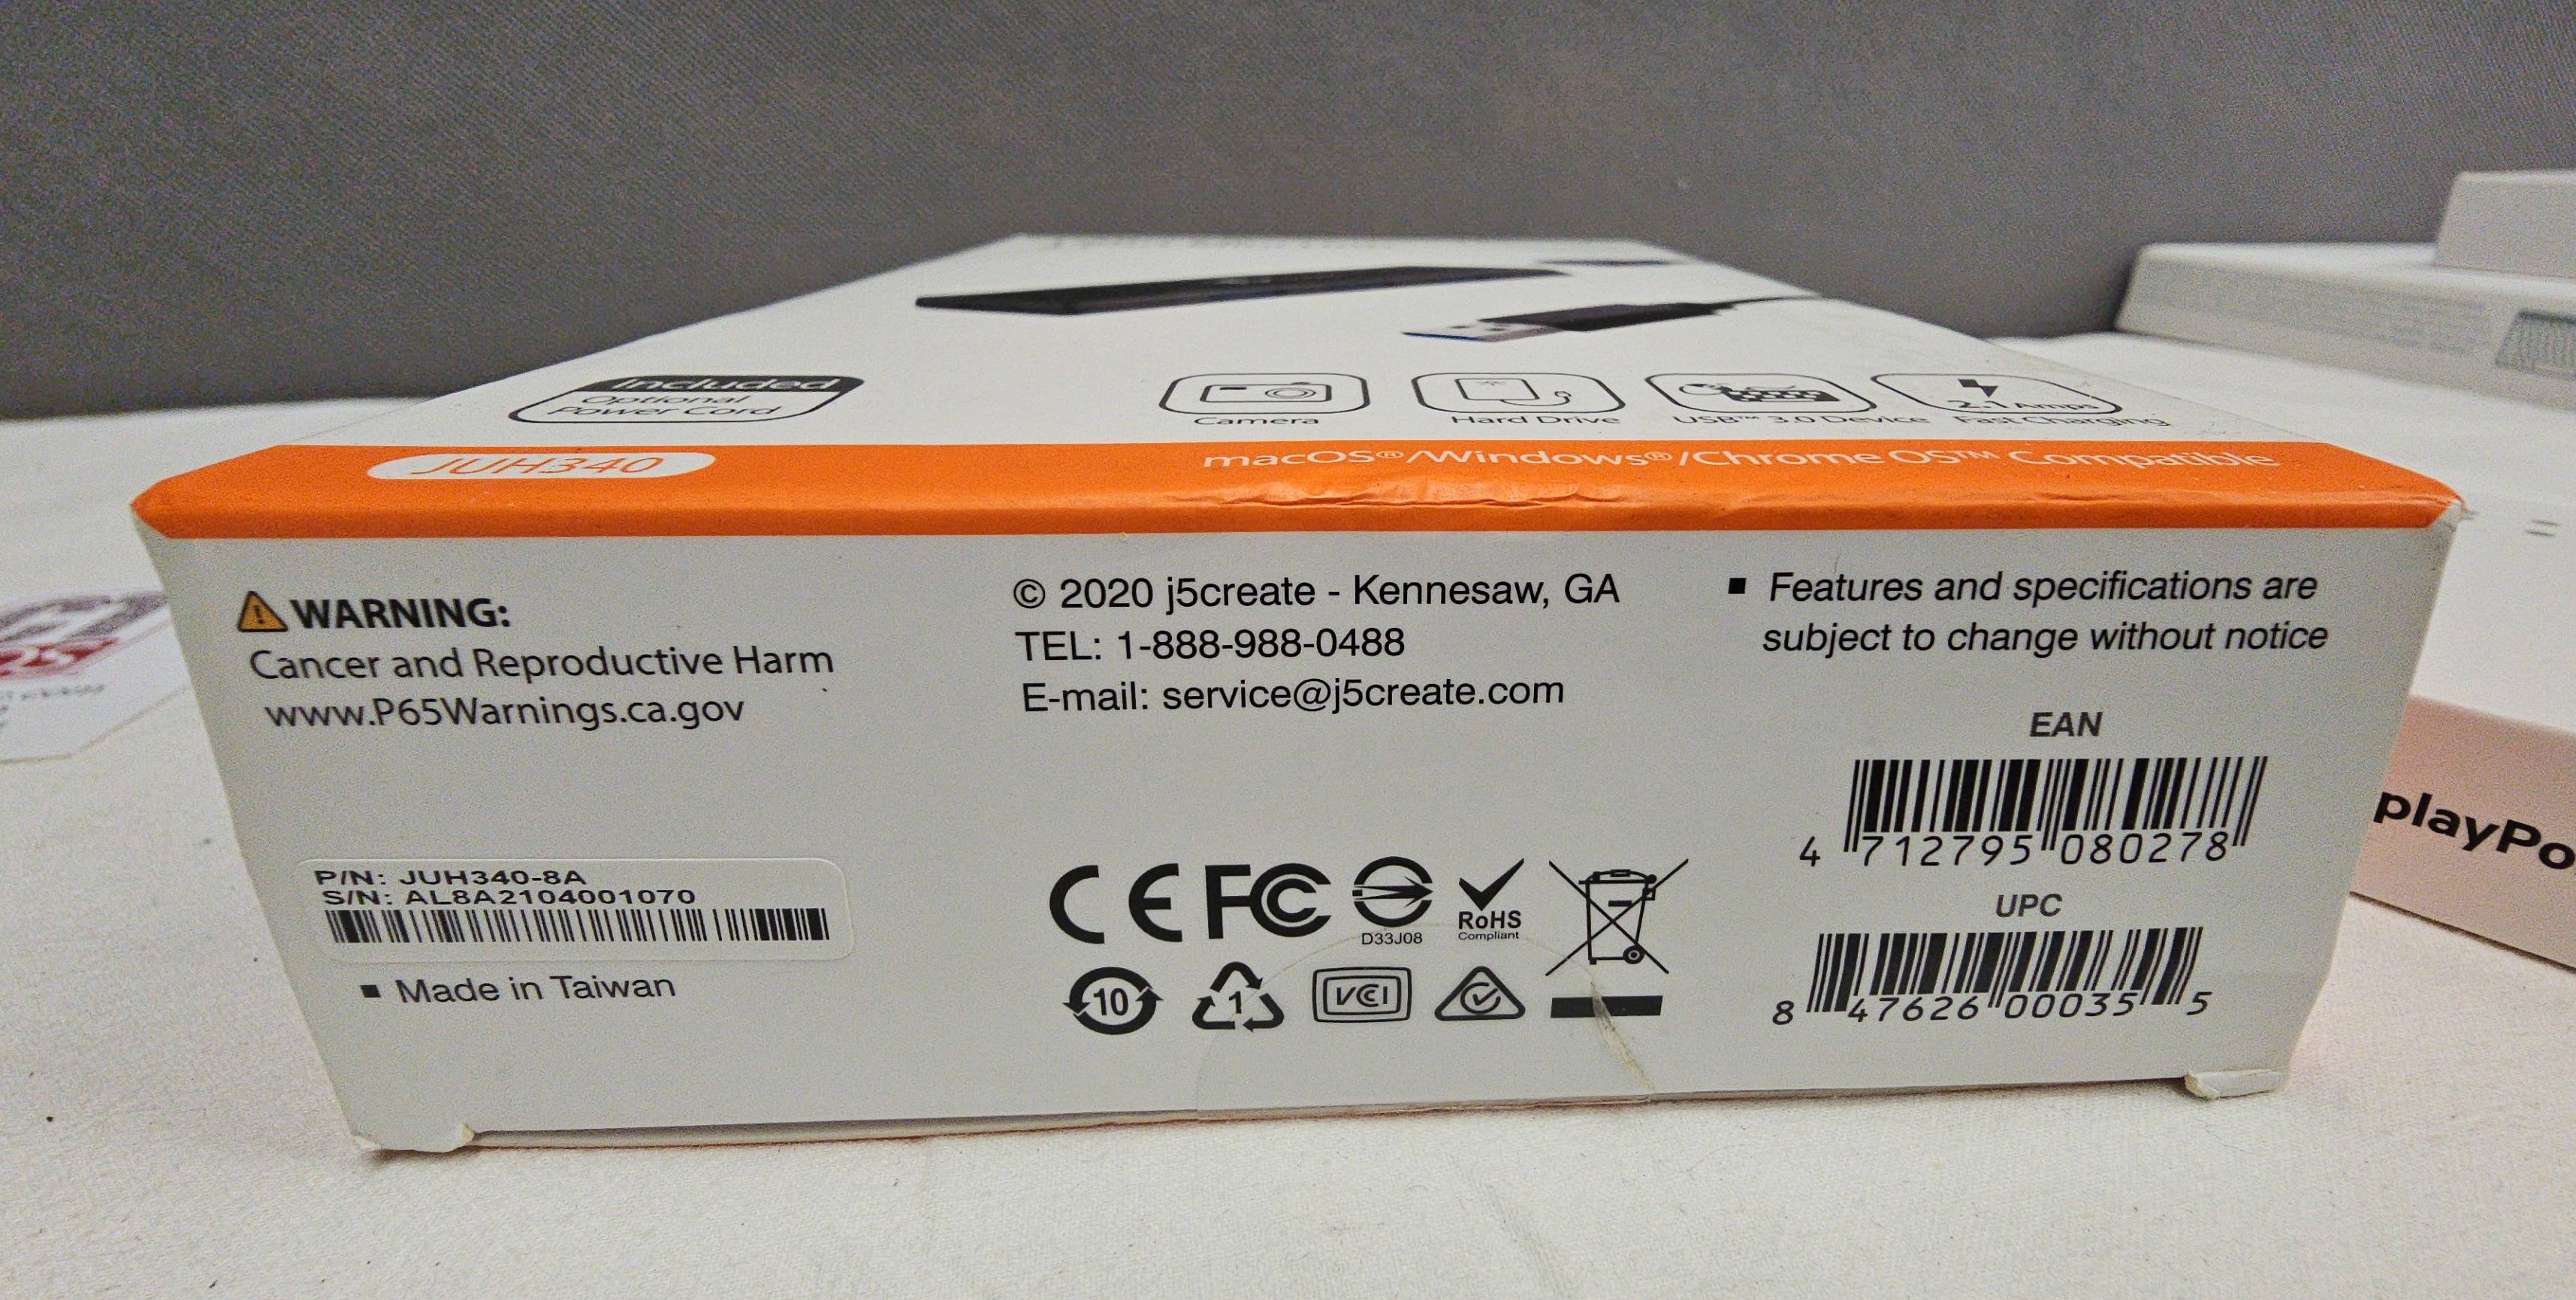 Included
Optional
Power Cord
Camera
Hard Drive
USB™ 3.0 Device
2.1 Amps
Fast Charging
JUH340
macOS®/Windows®/Chrome OS™ Compatible
WARNING:
Cancer and Reproductive Harm
www.P65Warnings.ca.gov
P/N: JUH340-8A
S/N: AL8A2104001070
▪ Made in Taiwan
© 2020 j5create - Kennesaw, GA
TEL: 1-888-988-0488
E-mail: service@j5create.com
CE FC
D33J08
RoHS
Compliant
10
1
VCCI
▪ Features and specifications are
subject to change without notice
EAN
4 712795 080278
UPC
8 47626 00035 5
playPo